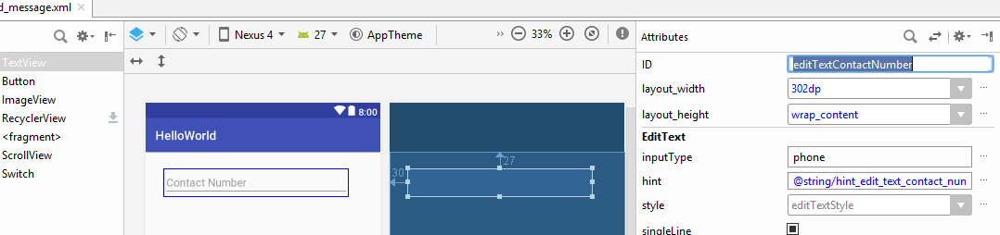 d_message.xml
Nexus 4
27
AppTheme
33%
Attributes
TextView
Button
ImageView
RecyclerView
<fragment>
ScrollView
Switch
8:00
HelloWorld
Contact Number
27
30
ID
editTextContactNumber
layout_width
302dp
layout_height
wrap_content
EditText
inputType
phone
hint
@string/hint_edit_text_contact_nun
style
editTextStyle
singleLine